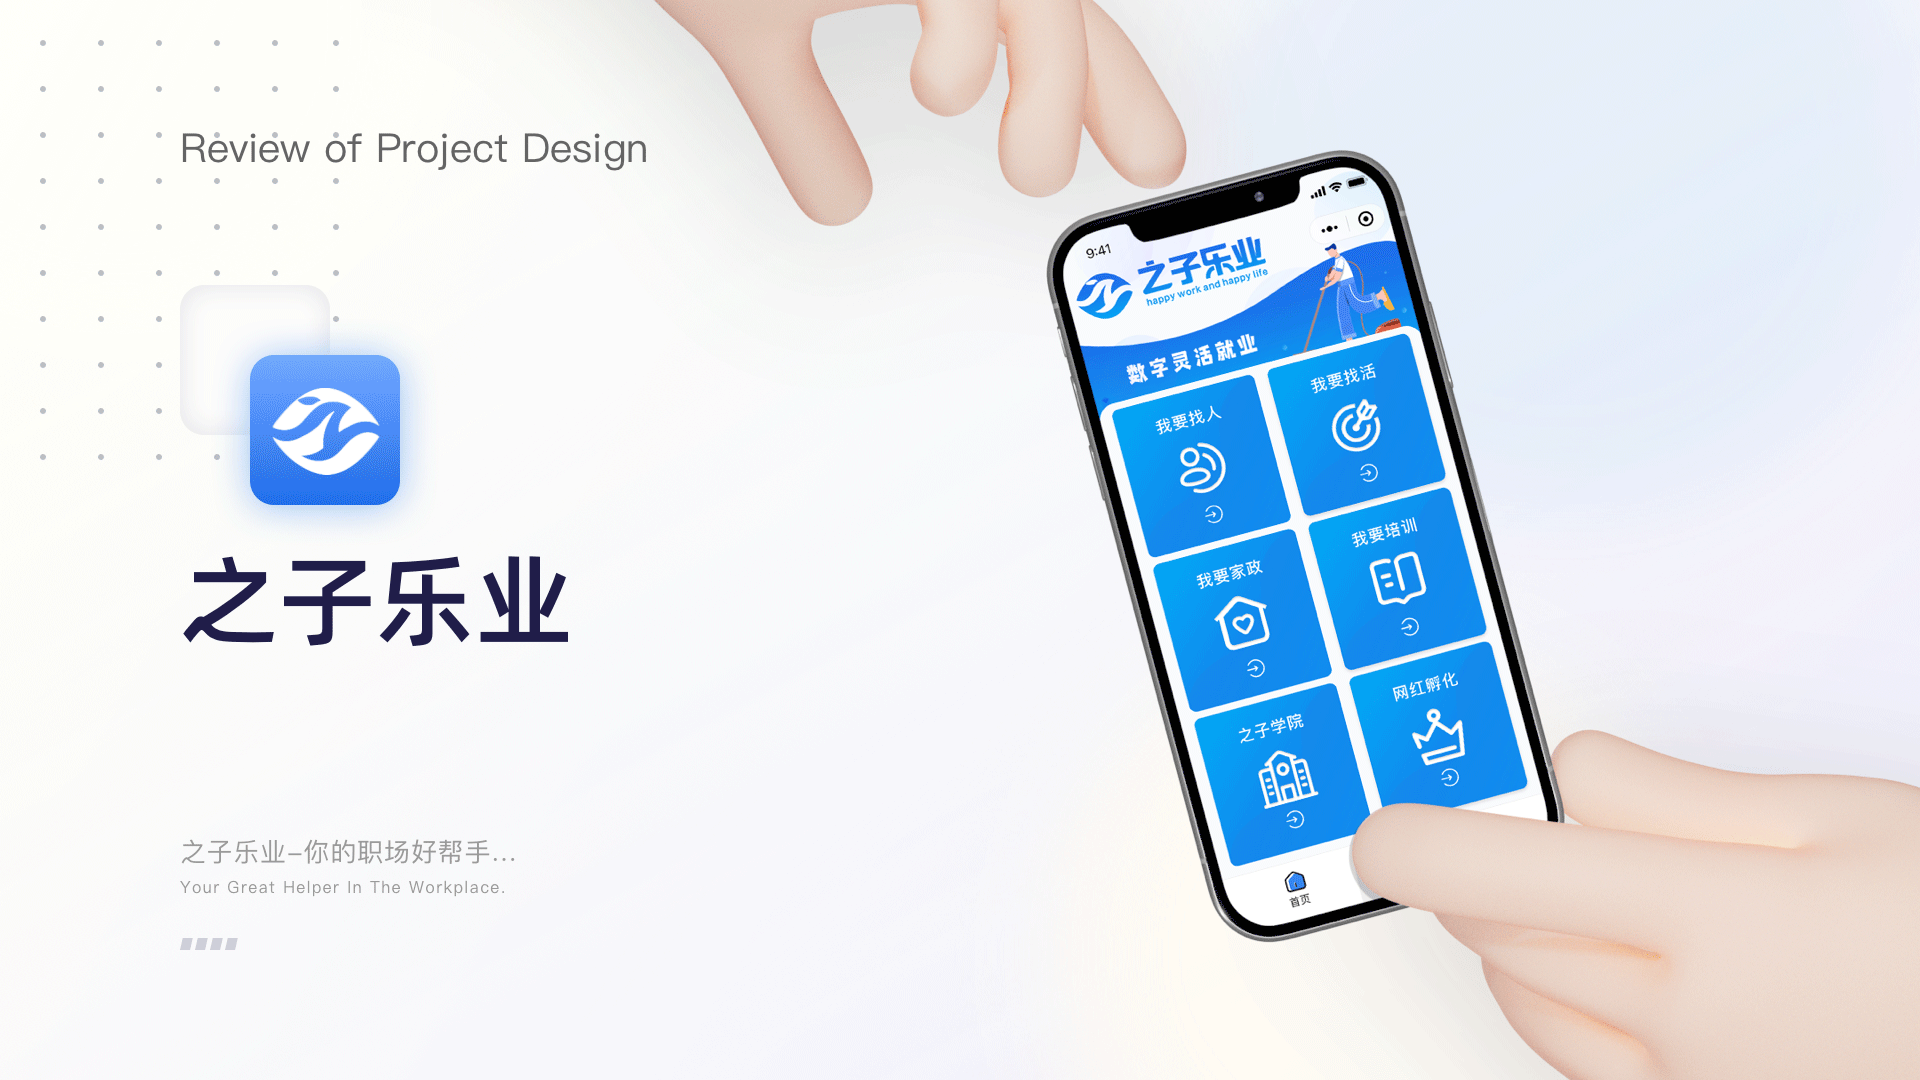 Review of Project Design
之子乐业
之子乐业–你的职场好帮手...
Your Great Helper In The Workplace.
9:41
之子乐业
happy work and happy life
数字灵活就业
我要找人
我要找活
我要家政
我要培训
之子学院
网红孵化
首页